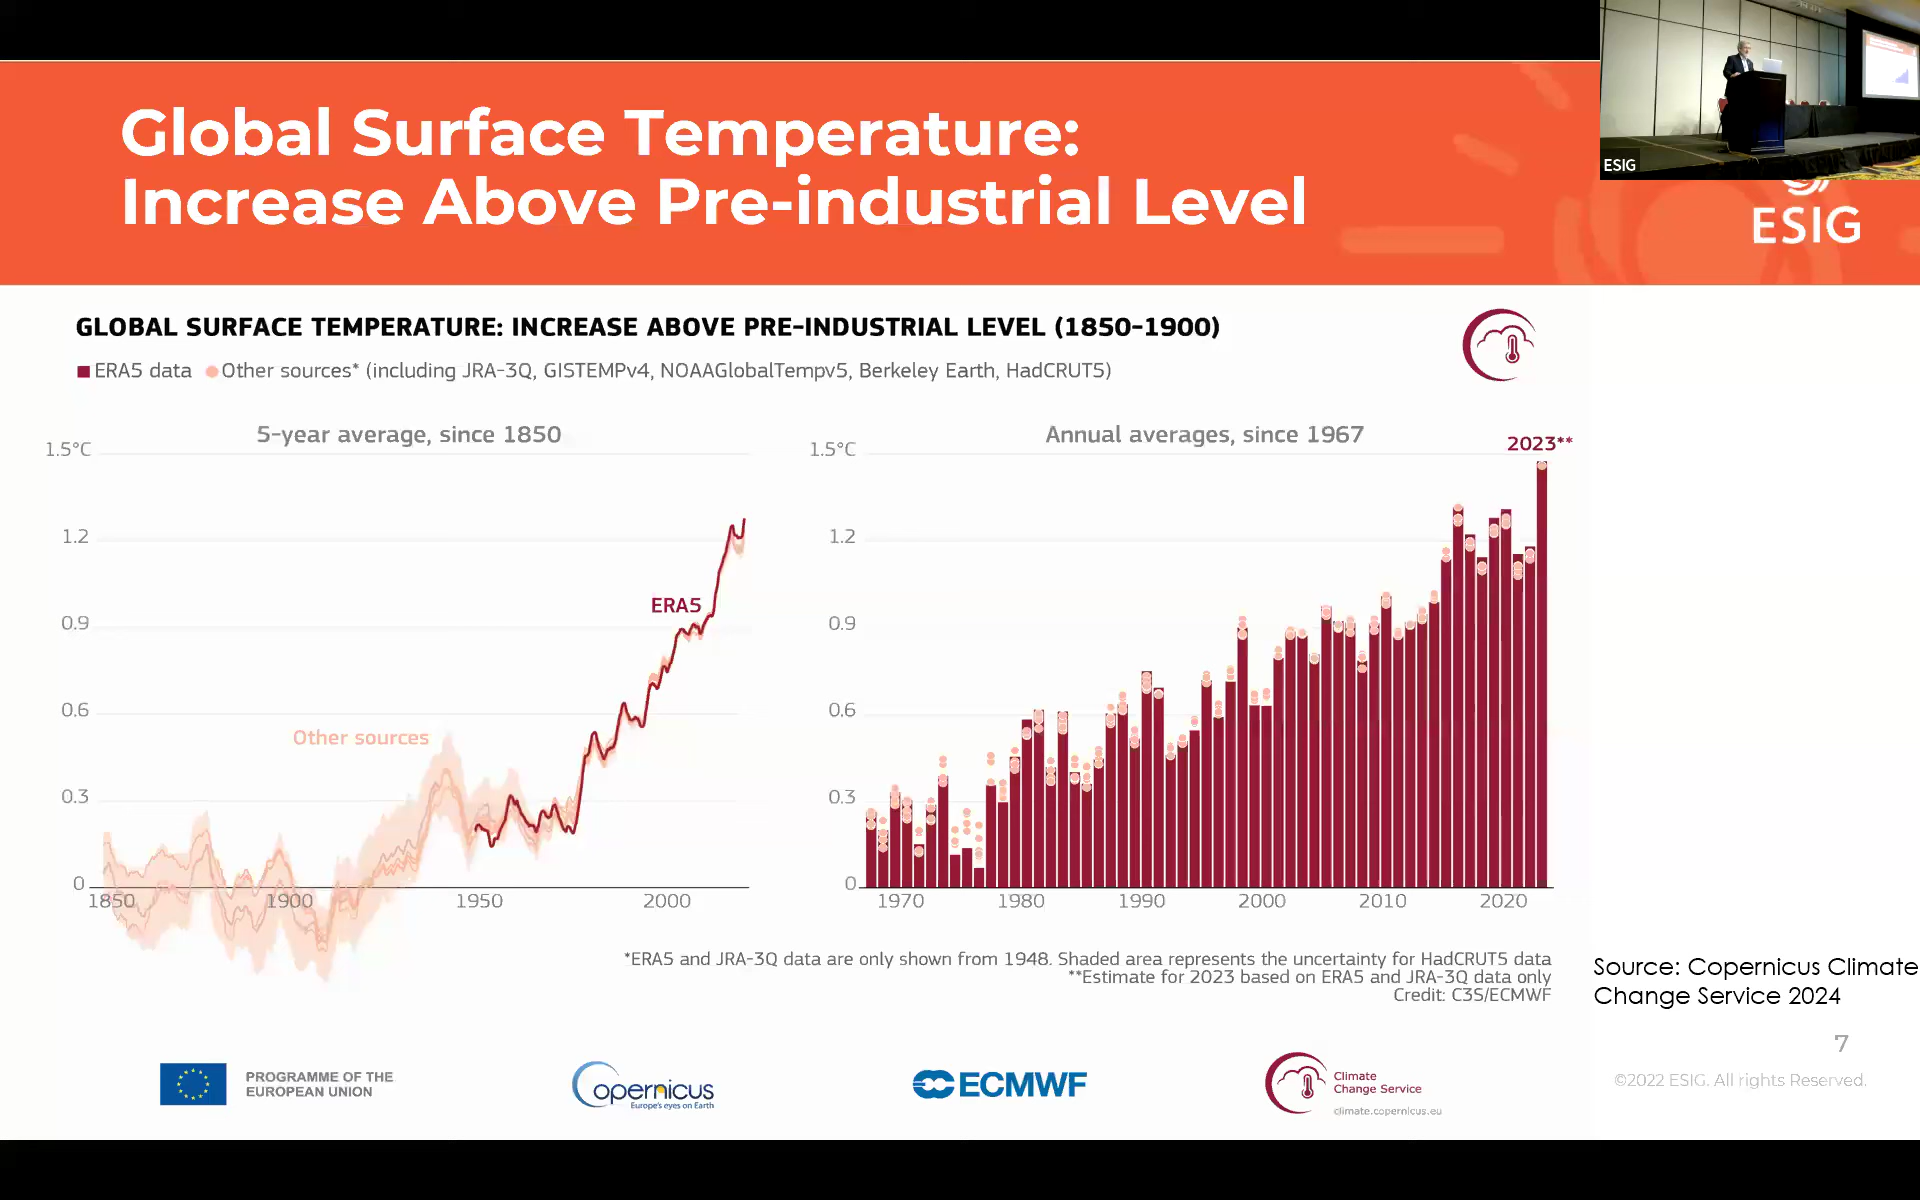 Global Surface Temperature:
Increase Above Pre-industrial Level
ESIG
ESIG
GLOBAL SURFACE TEMPERATURE: INCREASE ABOVE PRE-INDUSTRIAL LEVEL (1850-1900)
ERA5 data Other sources* (including JRA-3Q, GISTEMPv4, NOAAGlobalTempv5, Berkeley Earth, HadCRUT5)
5-year average, since 1850
1.5°C
1.2
0.9
0.6
0.3
0
ERA5
Other sources
1850 1900 1950 2000
Annual averages, since 1967
2023**
1.5°C
1.2
0.9
0.6
0.3
0
1970 1980 1990 2000 2010 2020
*ERA5 and JRA-3Q data are only shown from 1948. Shaded area represents the uncertainty for HadCRUT5 data
**Estimate for 2023 based on ERA5 and JRA-3Q data only
Credit: C3S/ECMWF
Source: Copernicus Climate
Change Service 2024
7
©2022 ESIG. All rights Reserved.
PROGRAMME OF THE
EUROPEAN UNION
opernicus
Europe's eyes on Earth
ECMWF
Climate
Change Service
climate.copernicus.eu